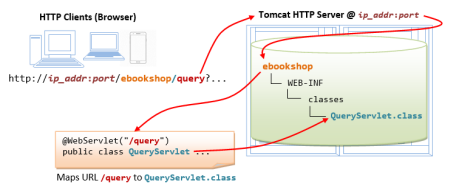 HTTP Clients (Browser)
http://ip_addr:port/ebookshop/query?...
Tomcat HTTP Server @ ip_addr:port
ebookshop
WEB-INF
classes
QueryServlet.class
@WebServlet("/query")
public class QueryServlet ...
Maps URL /query to QueryServlet.class